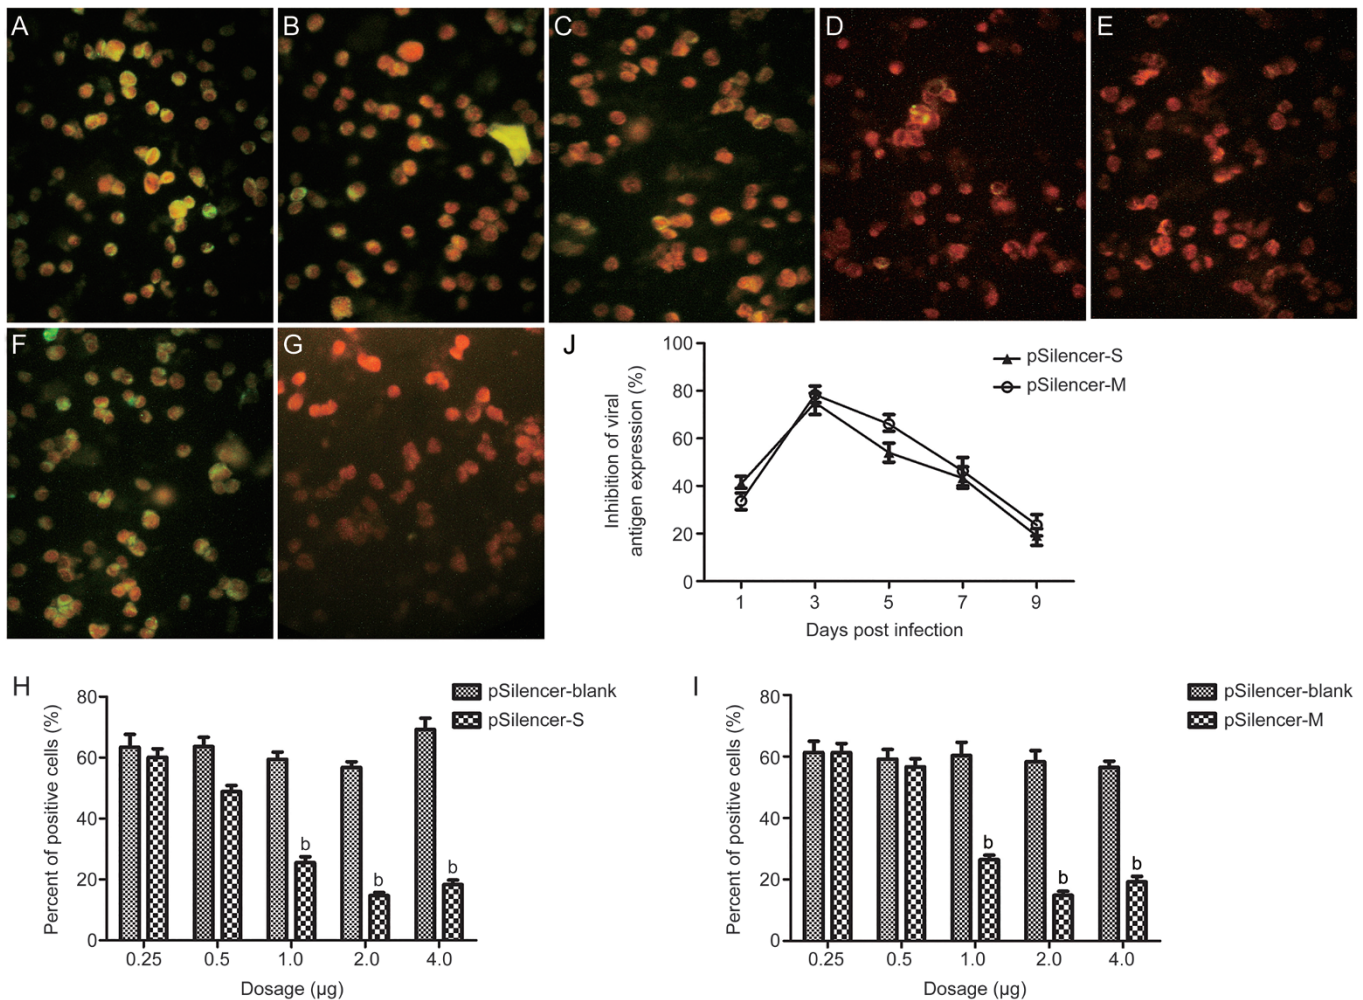 A
B
C
D
E
F
G
J
100
80
60
40
20
0
Inhibition of viral
antigen expression (%)
pSilencer-S
pSilencer-M
1 3 5 7 9
Days post infection
H
80
60
40
20
0
Percent of positive cells (%)
pSilencer-blank
pSilencer-S
b
b
b
0.25 0.5 1.0 2.0 4.0
Dosage (μg)
I
80
60
40
20
0
Percent of positive cells (%)
pSilencer-blank
pSilencer-M
b
b
b
0.25 0.5 1.0 2.0 4.0
Dosage (μg)